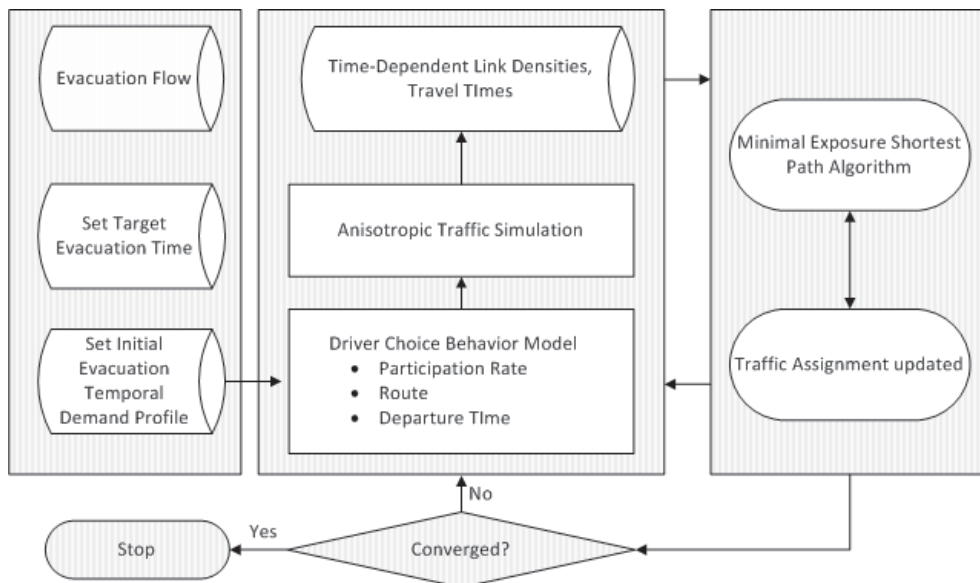 Evacuation Flow
Set Target
Evacuation Time
Set Initial
Evacuation
Temporal
Demand Profile
Time-Dependent Link Densities,
Travel TImes
Anisotropic Traffic Simulation
Driver Choice Behavior Model
• Participation Rate
• Route
• Departure TIme
Minimal Exposure Shortest
Path Algorithm
Traffic Assignment updated
No
Yes
Converged?
Stop